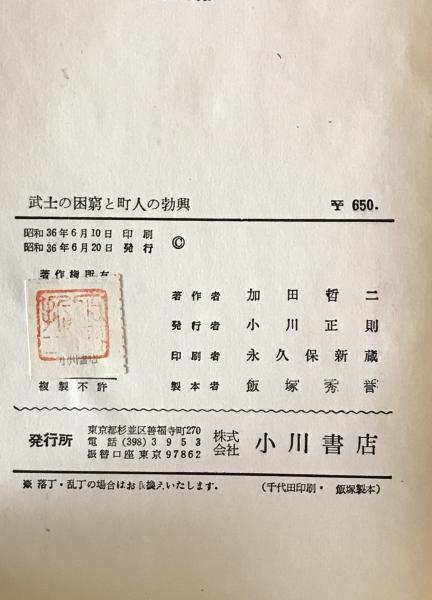 武士の困窮と町人の勃興 ¥ 650.
昭和36年6月10日 印刷
昭和36年6月20日 発行 ©
著作権所有
著作者 加田哲二
発行者 小川正則
印刷者 永久保新蔵
複製不許 製本者 飯塚秀誉
発行所 東京都杉並区善福寺町270
電話(398)3953
振替口座東京97862
株式会社 小川書店
※ 落丁・乱丁の場合はお換えいたします。 (千代田印刷・飯塚製本)
小川書店